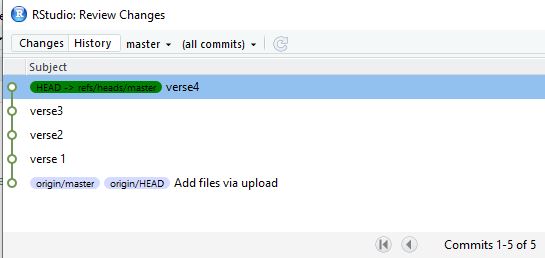 RStudio: Review Changes
Changes History master (all commits)
Subject
HEAD -> refs/heads/master verse4
verse3
verse2
verse 1
origin/master origin/HEAD Add files via upload
Commits 1-5 of 5